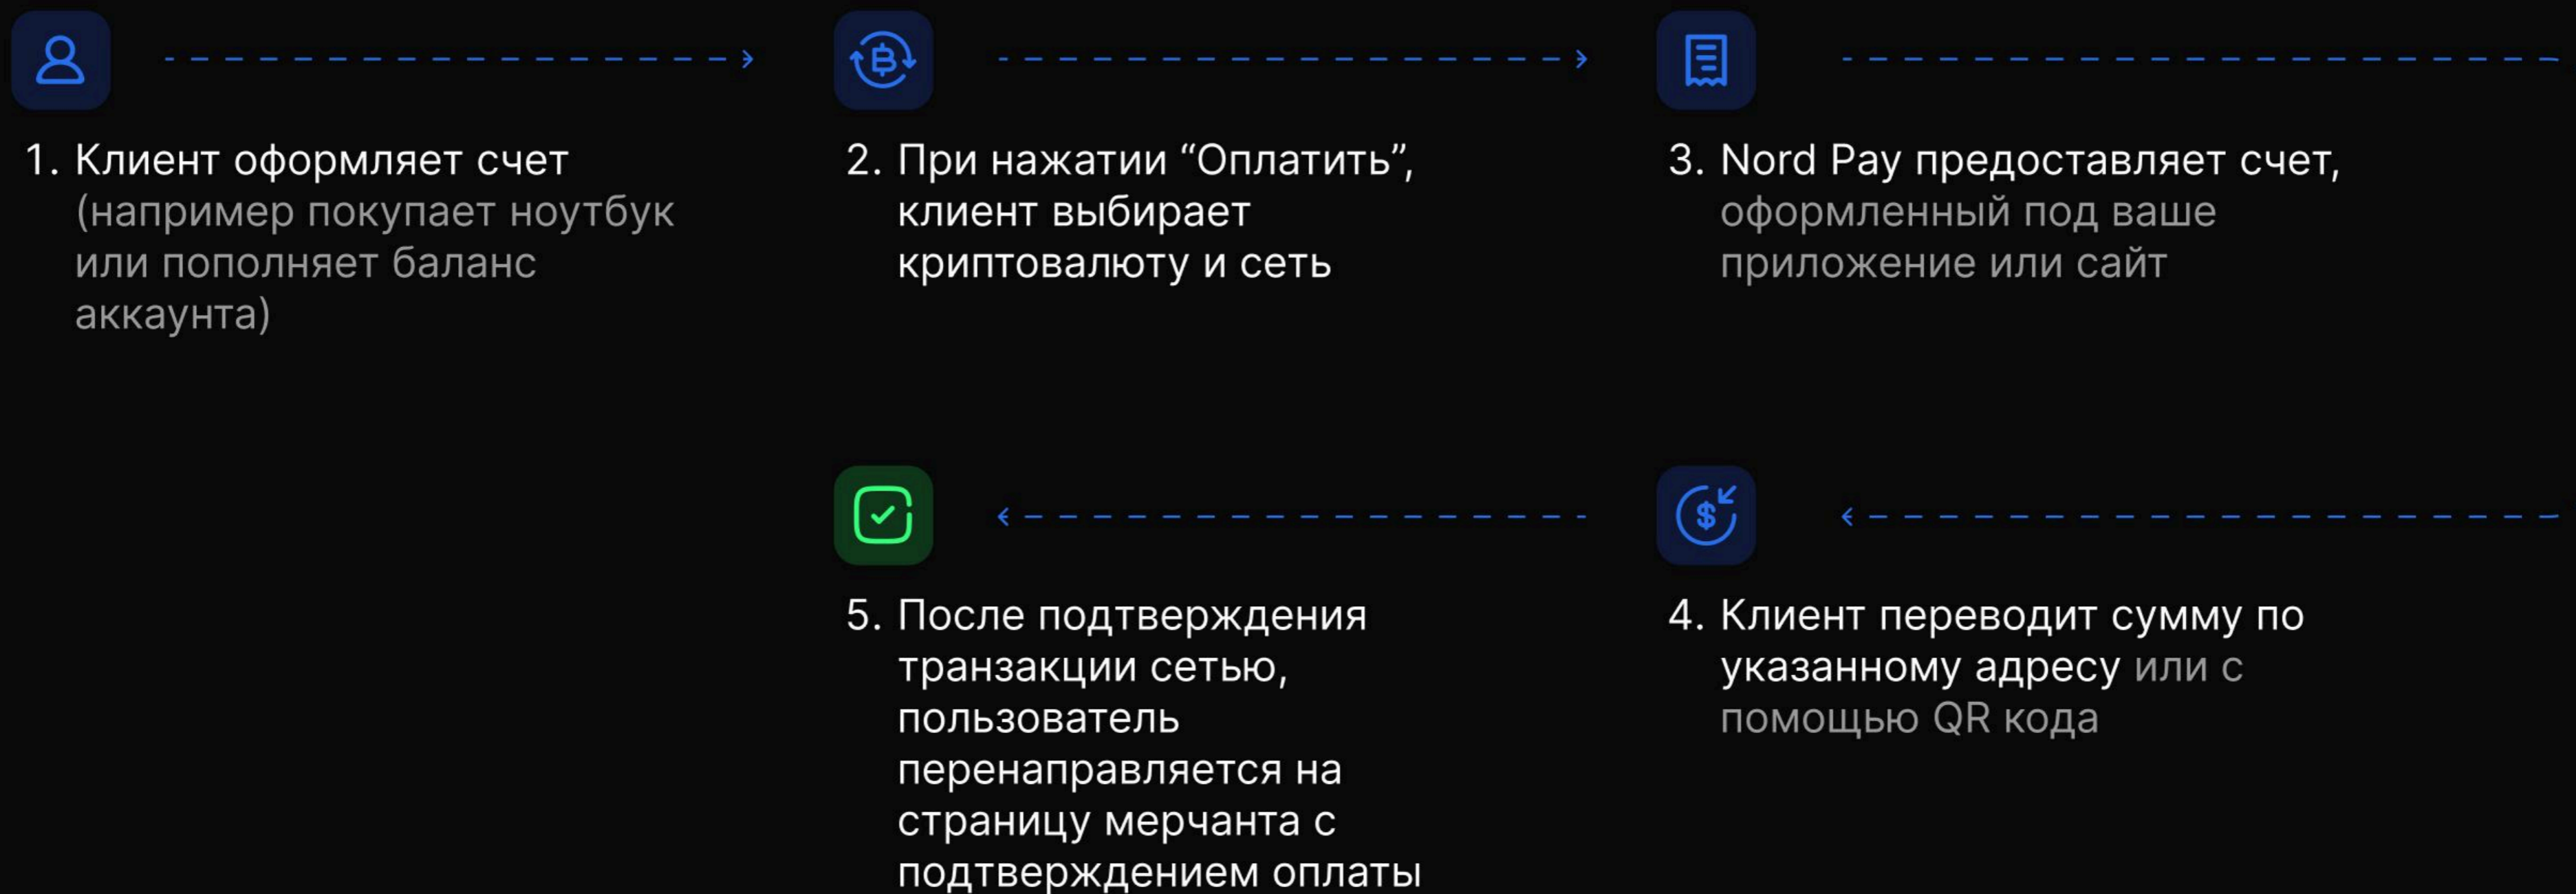 1. Клиент оформляет счет
(например покупает ноутбук
или пополняет баланс
аккаунта)
2. При нажатии “Оплатить”,
клиент выбирает
криптовалюту и сеть
3. Nord Pay предоставляет счет,
оформленный под ваше
приложение или сайт
4. Клиент переводит сумму по
указанному адресу или с
помощью QR кода
5. После подтверждения
транзакции сетью,
пользователь
перенаправляется на
страницу мерчанта с
подтверждением оплаты